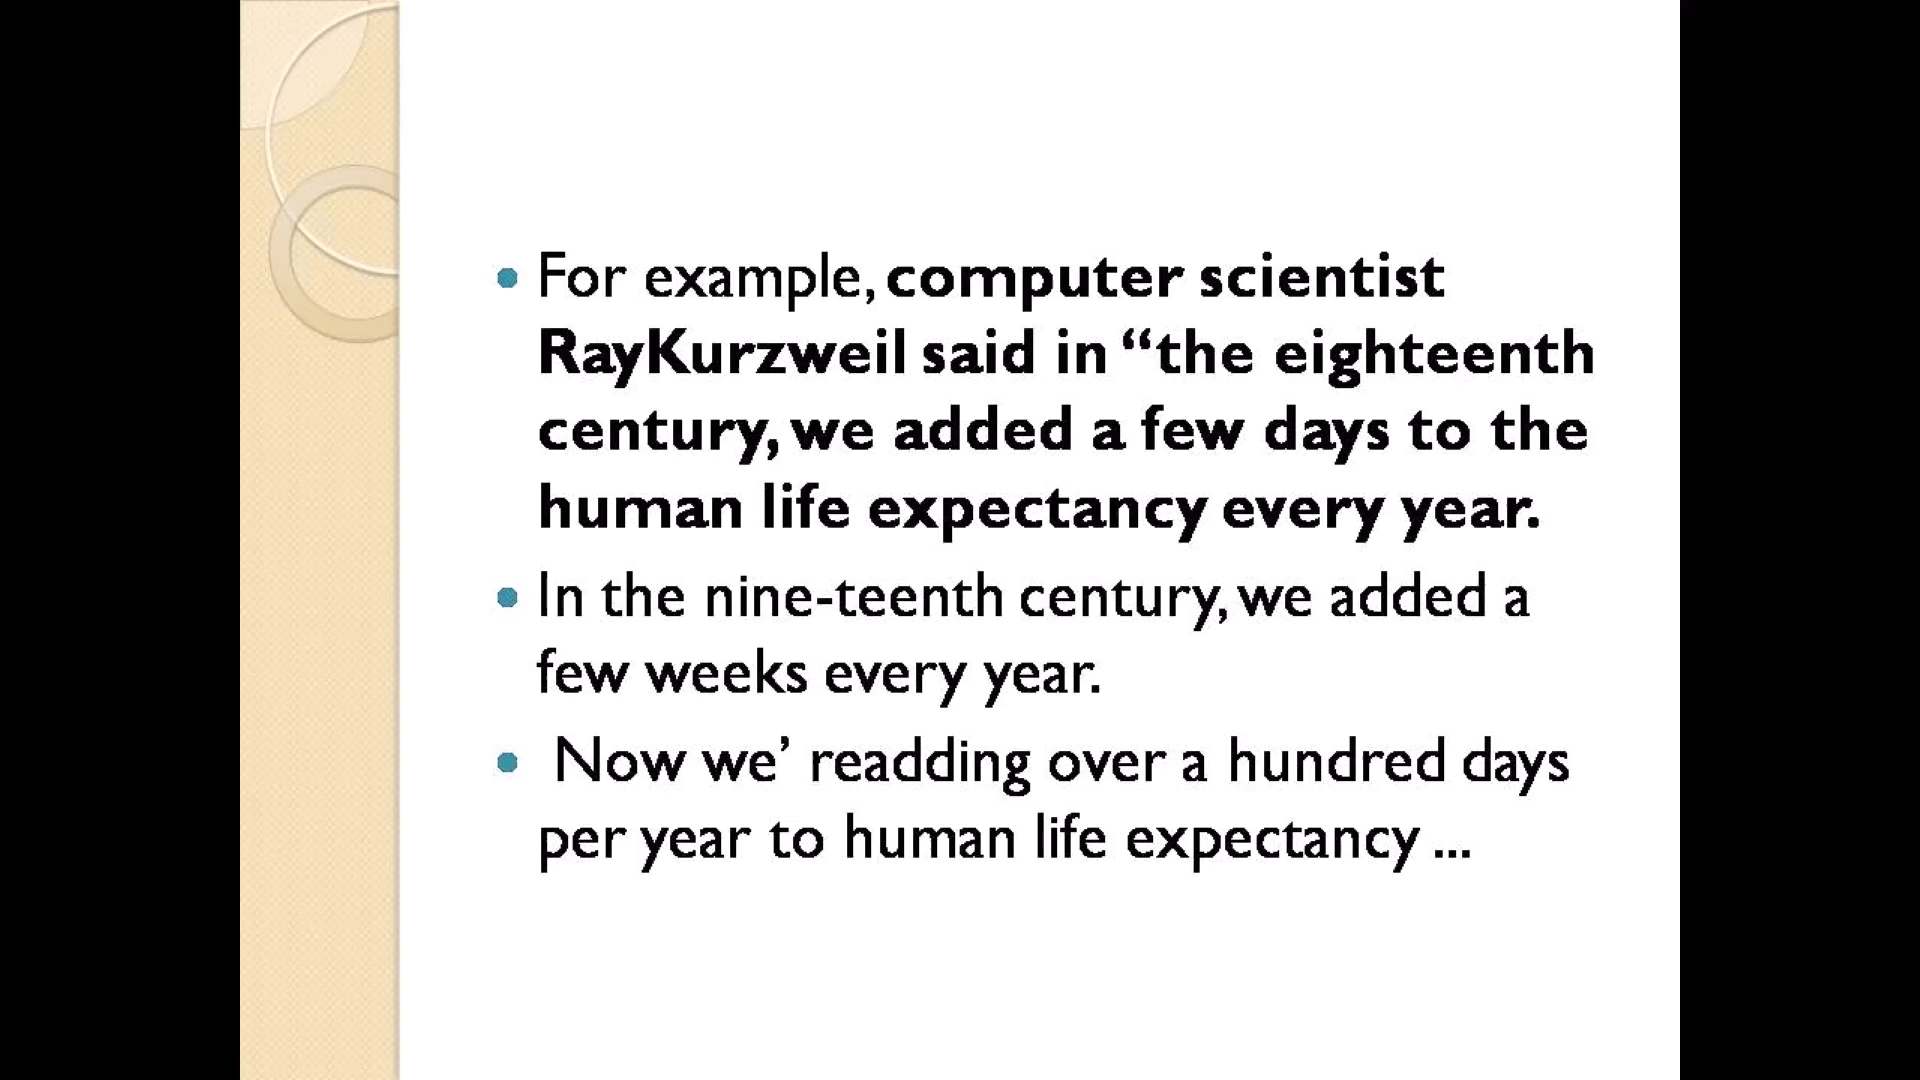 • For example, computer scientist
RayKurzweil said in “the eighteenth
century, we added a few days to the
human life expectancy every year.
• In the nine-teenth century, we added a
few weeks every year.
• Now we’ readding over a hundred days
per year to human life expectancy ...